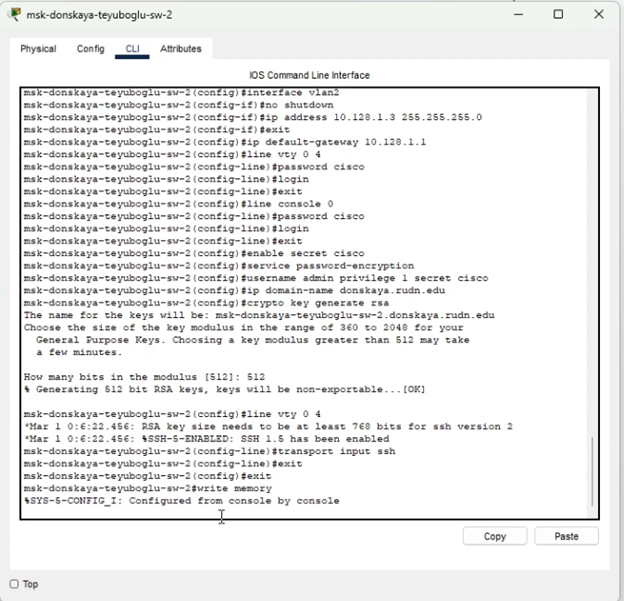 msk-donskaya-teyuboglu-sw-2
Physical Config CLI Attributes
IOS Command Line Interface
msk-donskaya-teyuboglu-sw-2(config)#interface vlan2
msk-donskaya-teyuboglu-sw-2(config-if)#no shutdown
msk-donskaya-teyuboglu-sw-2(config-if)#ip address 10.128.1.3 255.255.255.0
msk-donskaya-teyuboglu-sw-2(config-if)#exit
msk-donskaya-teyuboglu-sw-2(config)#ip default-gateway 10.128.1.1
msk-donskaya-teyuboglu-sw-2(config)#line vty 0 4
msk-donskaya-teyuboglu-sw-2(config-line)#password cisco
msk-donskaya-teyuboglu-sw-2(config-line)#login
msk-donskaya-teyuboglu-sw-2(config-line)#exit
msk-donskaya-teyuboglu-sw-2(config)#line console 0
msk-donskaya-teyuboglu-sw-2(config-line)#password cisco
msk-donskaya-teyuboglu-sw-2(config-line)#login
msk-donskaya-teyuboglu-sw-2(config-line)#exit
msk-donskaya-teyuboglu-sw-2(config)#enable secret cisco
msk-donskaya-teyuboglu-sw-2(config)#service password-encryption
msk-donskaya-teyuboglu-sw-2(config)#username admin privilege 1 secret cisco
msk-donskaya-teyuboglu-sw-2(config)#ip domain-name donskaya.rudn.edu
msk-donskaya-teyuboglu-sw-2(config)#crypto key generate rsa
The name for the keys will be: msk-donskaya-teyuboglu-sw-2.donskaya.rudn.edu
Choose the size of the key modulus in the range of 360 to 2048 for your
General Purpose Keys. Choosing a key modulus greater than 512 may take
a few minutes.
How many bits in the modulus [512]: 512
% Generating 512 bit RSA keys, keys will be non-exportable...[OK]
msk-donskaya-teyuboglu-sw-2(config)#line vty 0 4
*Mar 1 0:6:22.456: RSA key size needs to be at least 768 bits for ssh version 2
*Mar 1 0:6:22.456: %SSH-5-ENABLED: SSH 1.5 has been enabled
msk-donskaya-teyuboglu-sw-2(config-line)#transport input ssh
msk-donskaya-teyuboglu-sw-2(config-line)#exit
msk-donskaya-teyuboglu-sw-2(config)#exit
msk-donskaya-teyuboglu-sw-2#write memory
%SYS-5-CONFIG_I: Configured from console by console
Copy Paste
Top